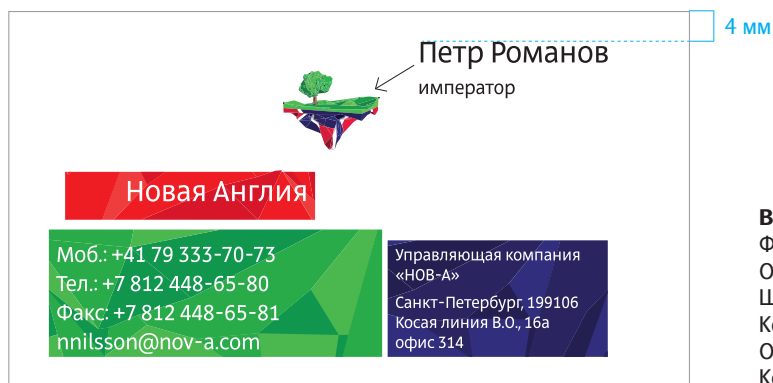 4 мм
Петр Романов
император
Новая Англия
Моб.: +41 79 333-70-73
Тел.: +7 812 448-65-80
Факс: +7 812 448-65-81
nnilsson@nov-a.com
Управляющая компания
«НОВ-А»
Санкт-Петербург, 199106
Косая линия В.О., 16а
офис 314